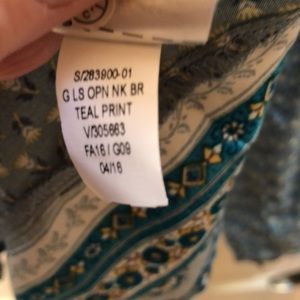 S/283900-01
G LS OPN NK BR
TEAL PRINT
V/305663
FA16 / G09
04/16